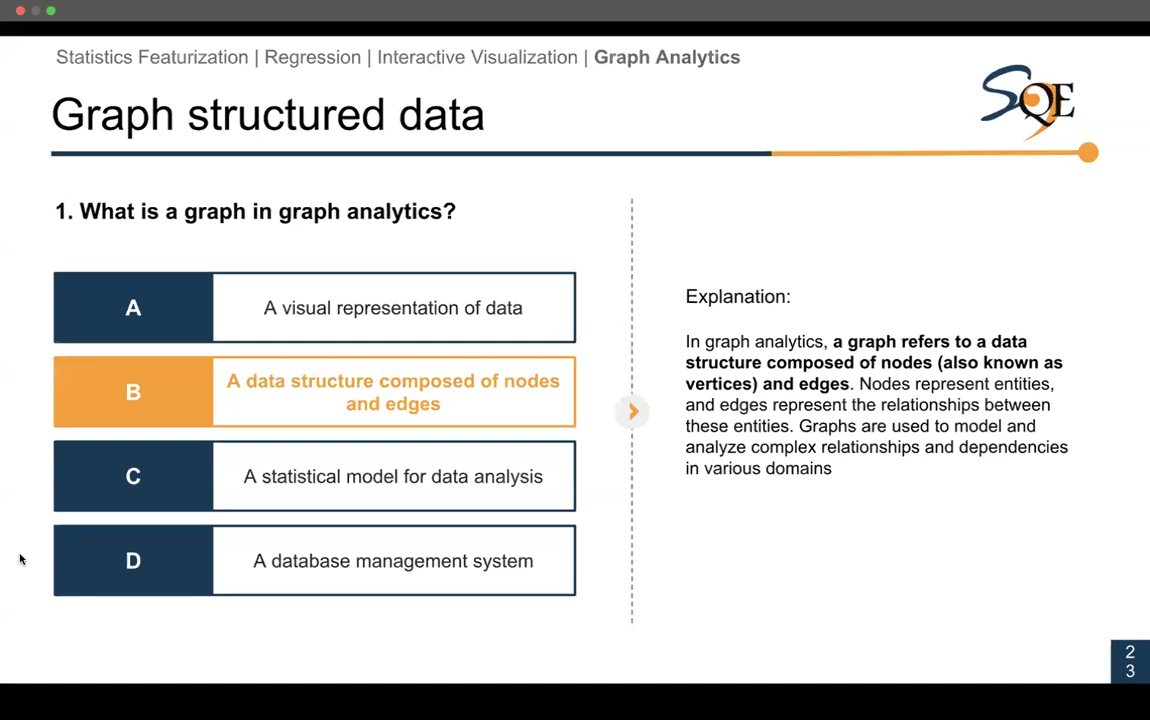 Statistics Featurization | Regression | Interactive Visualization | Graph Analytics
SQE
Graph structured data
1. What is a graph in graph analytics?
A
A visual representation of data
B
A data structure composed of nodes
and edges
C
A statistical model for data analysis
D
A database management system
Explanation:
In graph analytics, a graph refers to a data
structure composed of nodes (also known as
vertices) and edges. Nodes represent entities,
and edges represent the relationships between
these entities. Graphs are used to model and
analyze complex relationships and dependencies
in various domains
2
3